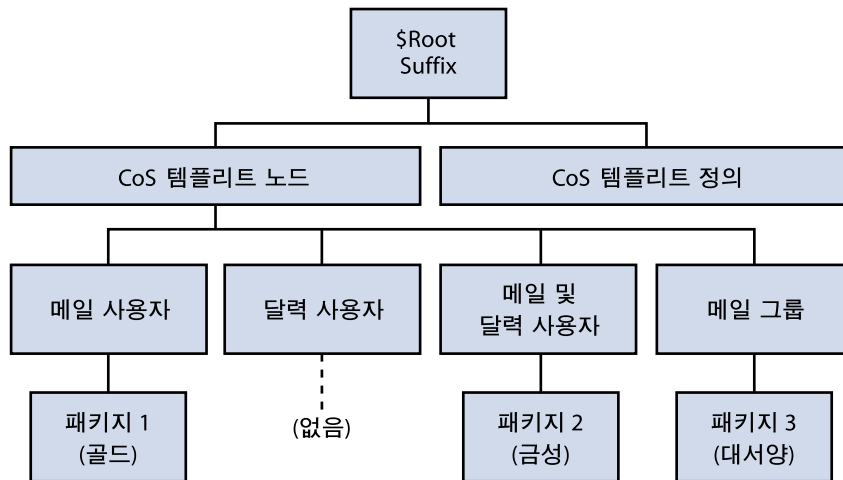 $Root
Suffix
CoS 템플리트 노드
CoS 템플리트 정의
메일 사용자
달력 사용자
메일 및
달력 사용자
메일 그룹
패키지 1
(골드)
(없음)
패키지 2
(금성)
패키지 3
(대서양)